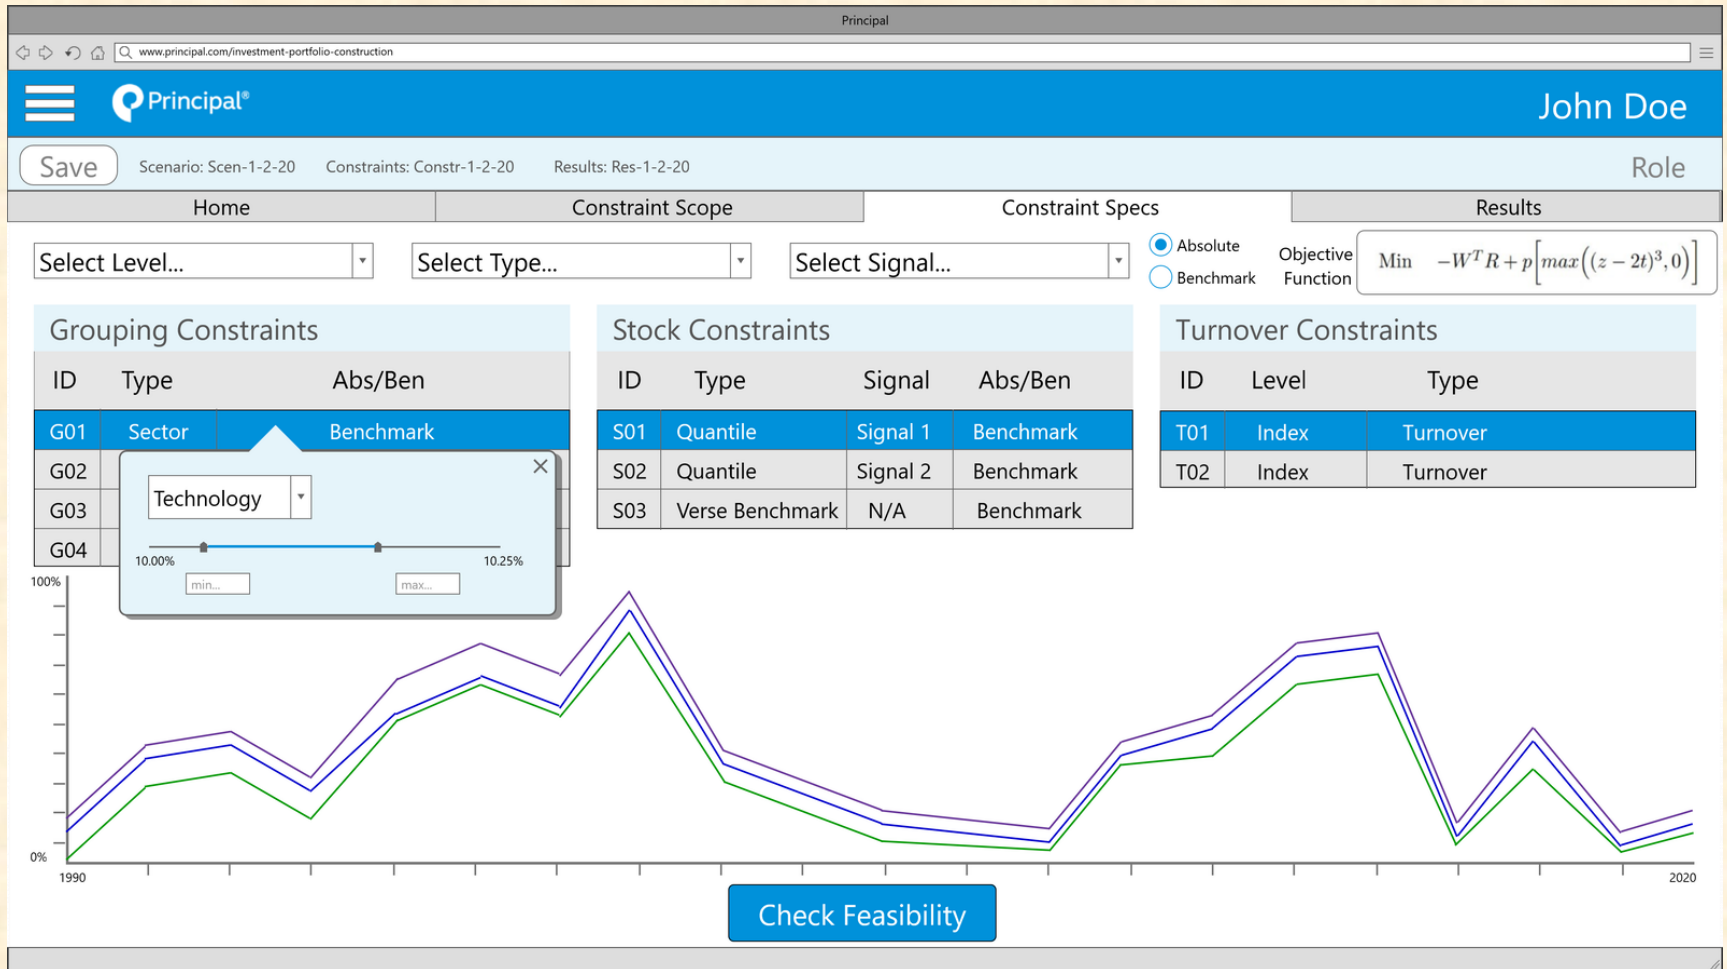 Principal
www.principal.com/investment-portfolio-construction
Principal®
John Doe
Save
Scenario: Scen-1-2-20
Constraints: Constr-1-2-20
Results: Res-1-2-20
Role
Home
Constraint Scope
Constraint Specs
Results
Select Level...
Select Type...
Select Signal...
Absolute
Benchmark
Objective
Function
Min −W^T R + p[max((z − 2t)^3, 0)]
Grouping Constraints
ID Type Abs/Ben
G01 Sector Benchmark
G02
G03
G04
Technology
10.00% 10.25%
min... max...
Stock Constraints
ID Type Signal Abs/Ben
S01 Quantile Signal 1 Benchmark
S02 Quantile Signal 2 Benchmark
S03 Verse Benchmark N/A Benchmark
Turnover Constraints
ID Level Type
T01 Index Turnover
T02 Index Turnover
100%
0%
1990 2020
Check Feasibility